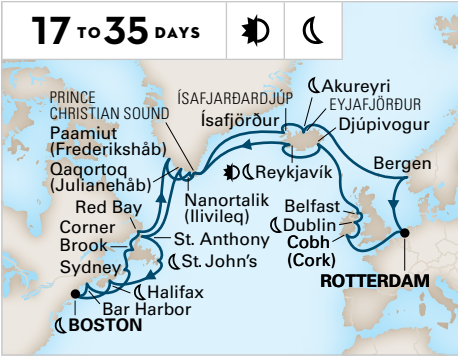 17 TO 35 DAYS
PRINCE
CHRISTIAN SOUND
ÍSAFJARÐARDJÚP
Akureyri
EYJAFJÖRÐUR
Ísafjörður
Djúpivogur
Paamiut
(Frederikshåb)
Qaqortoq
(Julianehåb)
Reykjavík
Bergen
Nanortalik
(Ilivileq)
Red Bay
Belfast
Dublin
Cobh
(Cork)
Corner
Brook
St. Anthony
St. John's
Sydney
ROTTERDAM
Halifax
Bar Harbor
BOSTON